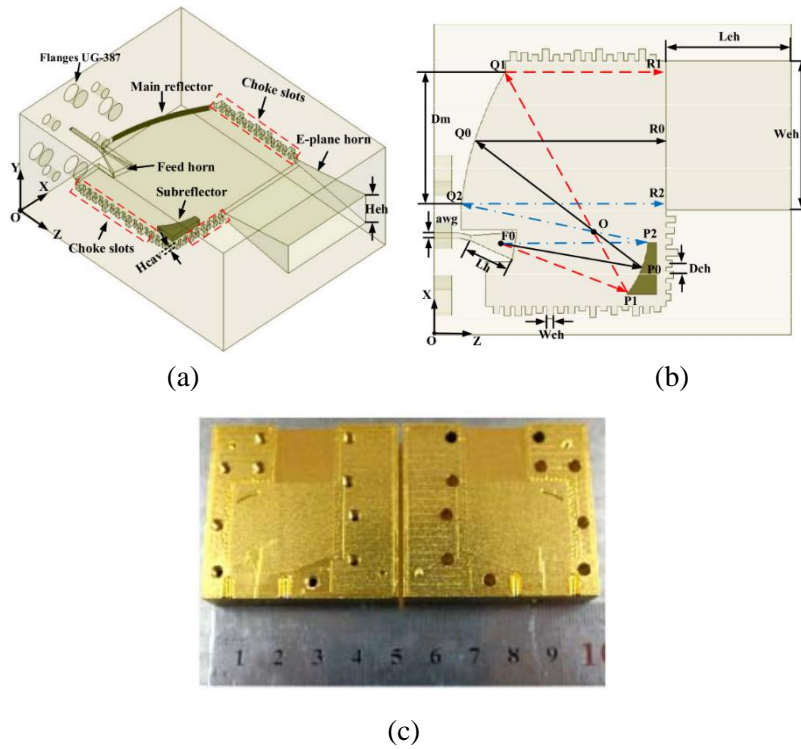 Flanges UG-387
Main reflector
Choke slots
E-plane horn
Feed horn
Subreflector
Choke slots
Hcav
Heh
Y
X
O
Z
(a)
Leh
Q1
R1
Dm
Q0
R0
Weh
Q2
R2
awg
F0
O
P2
Lh
P0
Dch
P1
X
Wch
O
Z
(b)
1 2 3 4 5 6 7 8 9 10
(c)